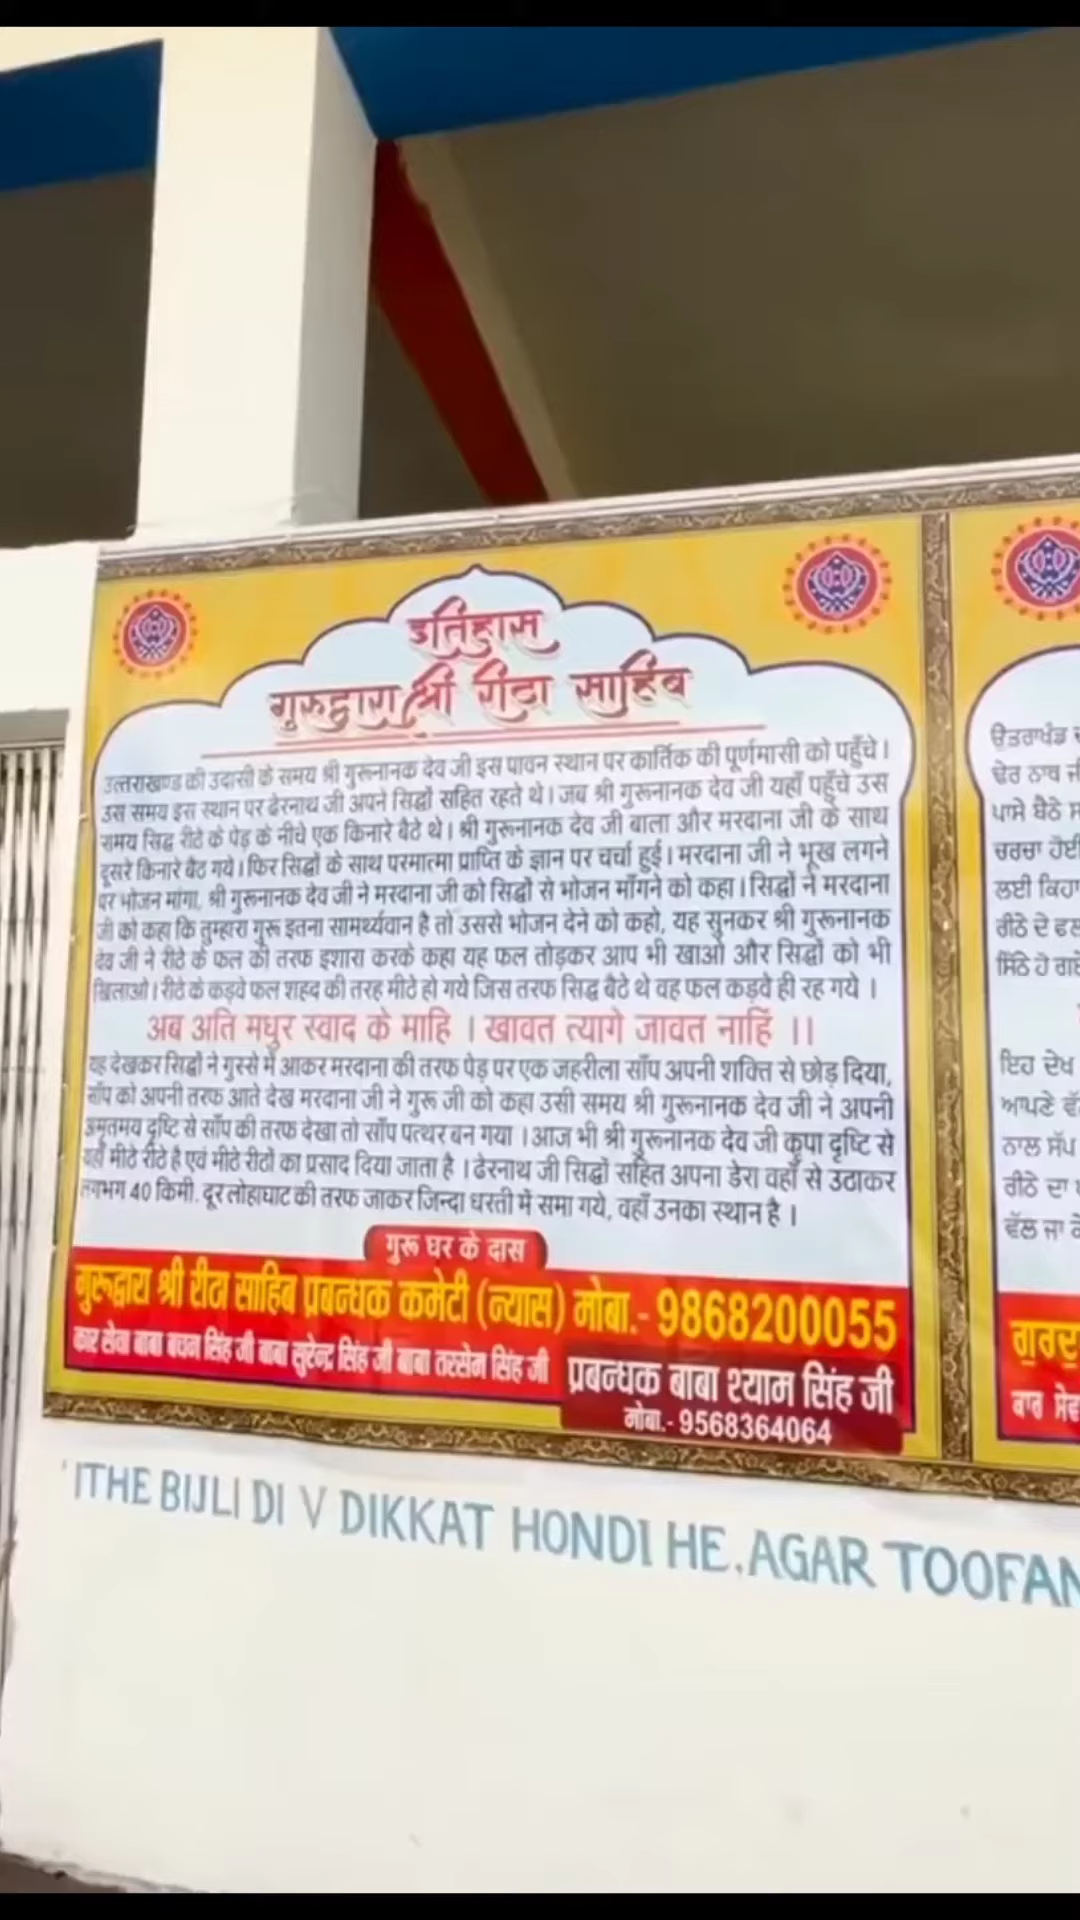 इतिहास
गुरुद्वारा श्री रीठा साहिब
उत्तराखण्ड की उदासी के समय श्री गुरूनानक देव जी इस पावन स्थान पर कार्तिक की पूर्णमासी को पहुँचे।
उस समय इस स्थान पर ढेरनाथ जी अपने सिद्धों सहित रहते थे। जब श्री गुरूनानक देव जी यहाँ पहुँचे उस
समय सिद्ध रीठे के पेड़ के नीचे एक किनारे बैठे थे। श्री गुरूनानक देव जी बाला और मरदाना जी के साथ
दूसरे किनारे बैठ गये। फिर सिद्धों के साथ परमात्मा प्राप्ति के ज्ञान पर चर्चा हुई। मरदाना जी ने भूख लगने
पर भोजन मांगा, श्री गुरूनानक देव जी ने मरदाना जी को सिद्धों से भोजन माँगने को कहा। सिद्धों ने मरदाना
जी को कहा कि तुम्हारा गुरू इतना सामर्थ्यवान है तो उससे भोजन देने को कहो, यह सुनकर श्री गुरूनानक
देव जी ने रीठे के फल की तरफ इशारा करके कहा यह फल तोड़कर आप भी खाओ और सिद्धों को भी
खिलाओ। रीठे के कड़वे फल शहद की तरह मीठे हो गये जिस तरफ सिद्ध बैठे थे वह फल कड़वे ही रह गये।
अब अति मधुर स्वाद के माहि । खावत त्यागे जावत नाहिं ।।
यह देखकर सिद्धों ने गुस्से में आकर मरदाना की तरफ पेड़ पर एक जहरीला साँप अपनी शक्ति से छोड़ दिया,
साँप को अपनी तरफ आते देख मरदाना जी ने गुरू जी को कहा उसी समय श्री गुरूनानक देव जी ने अपनी
अमृतमय दृष्टि से साँप की तरफ देखा तो साँप पत्थर बन गया। आज भी श्री गुरूनानक देव जी कृपा दृष्टि से
यहाँ मीठे रीठे है एवं मीठे रीठों का प्रसाद दिया जाता है। ढेरनाथ जी सिद्धों सहित अपना डेरा वहाँ से उठाकर
लगभग 40 किमी. दूर लोहाघाट की तरफ जाकर जिन्दा धरती में समा गये, वहाँ उनका स्थान है।
गुरू घर के दास
गुरूद्वारा श्री रीठा साहिब प्रबन्धक कमेटी (न्यास) मोबा.- 9868200055
कार सेवा बाबा बचन सिंह जी बाबा सुरेन्द्र सिंह जी बाबा तरसेम सिंह जी
प्रबन्धक बाबा श्याम सिंह जी
मोबा.- 9568364064
ਉਤਰਾਖੰਡ
ਢੇਰ ਨਾਥ ਜੀ
ਪਾਸੇ ਬੈਠੇ
ਚਰਚਾ ਹੋਈ
ਲਈ ਕਿਹਾ
ਰੀਠੇ ਦੇ ਫਲ
ਮਿੱਠੇ ਹੋ ਗਏ
ਇਹ ਦੇਖ
ਆਪਣੇ ਵੱ
ਨਾਲ ਸੱਪ
ਰੀਠੇ ਦਾ
ਵੱਲ ਜਾ ਕੇ
ਕਾਰ ਸੇਵ
'ITHE BIJLI DI V DIKKAT HONDI HE. AGAR TOOFAN